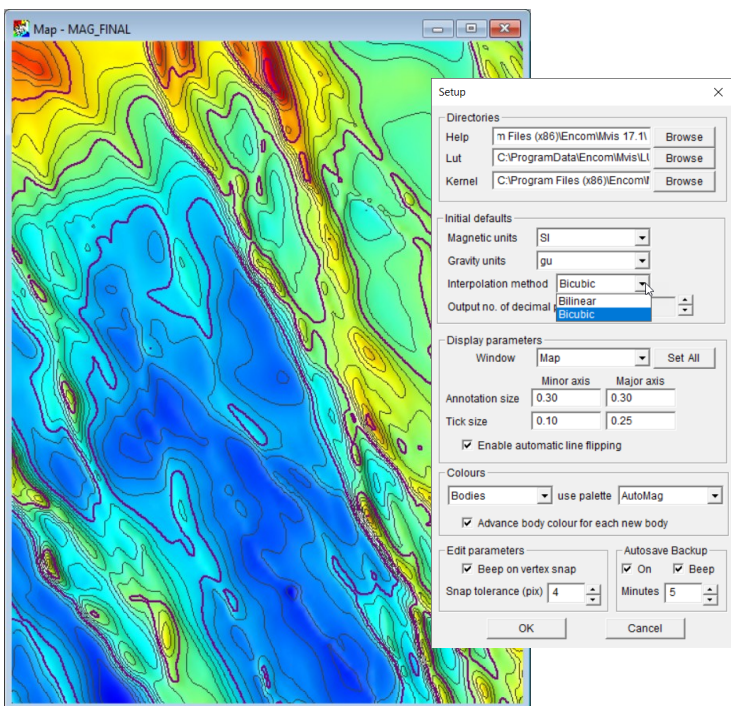 Map - MAG_FINAL
Setup
Directories
Help m Files (x86)\Encom\Mvis 17.1\ Browse
Lut C:\ProgramData\Encom\Mvis\LU Browse
Kernel C:\Program Files (x86)\Encom\ Browse
Initial defaults
Magnetic units SI
Gravity units gu
Interpolation method Bicubic
Bilinear
Output no. of decimal
Bicubic
Display parameters
Window Map Set All
Minor axis Major axis
Annotation size 0.30 0.30
Tick size 0.10 0.25
Enable automatic line flipping
Colours
Bodies use palette AutoMag
Advance body colour for each new body
Edit parameters Autosave Backup
Beep on vertex snap On Beep
Snap tolerance (pix) 4 Minutes 5
OK Cancel